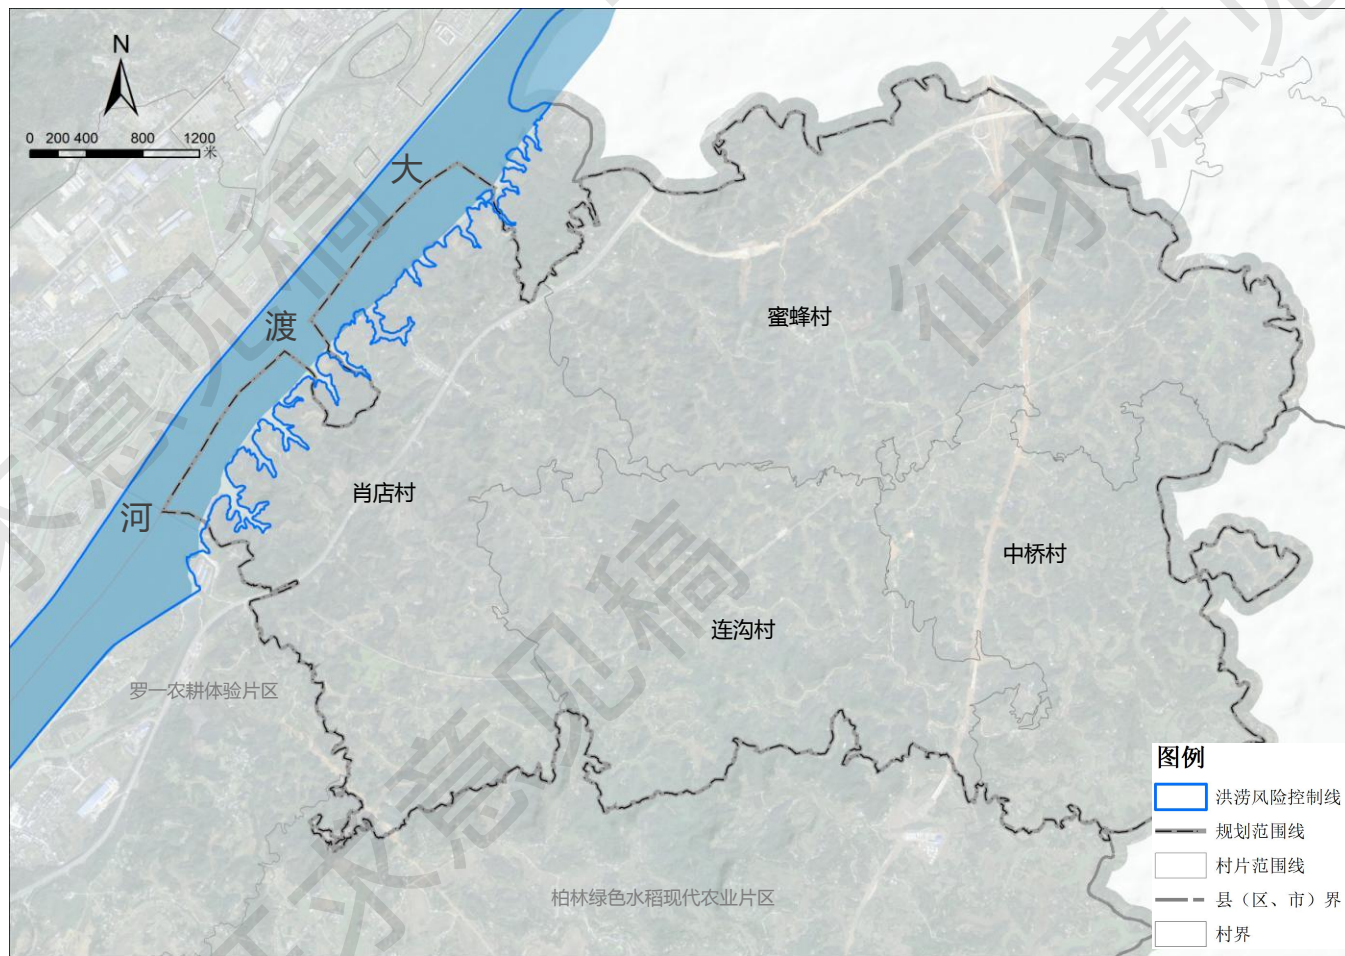 N
0 200 400 800 1200
米
大
渡
河
蜜蜂村
肖店村
中桥村
连沟村
罗一农耕体验片区
柏林绿色水稻现代农业片区
图例
洪涝风险控制线
规划范围线
村片范围线
县（区、市）界
村界
征求意见稿
征求意见稿
征求意见